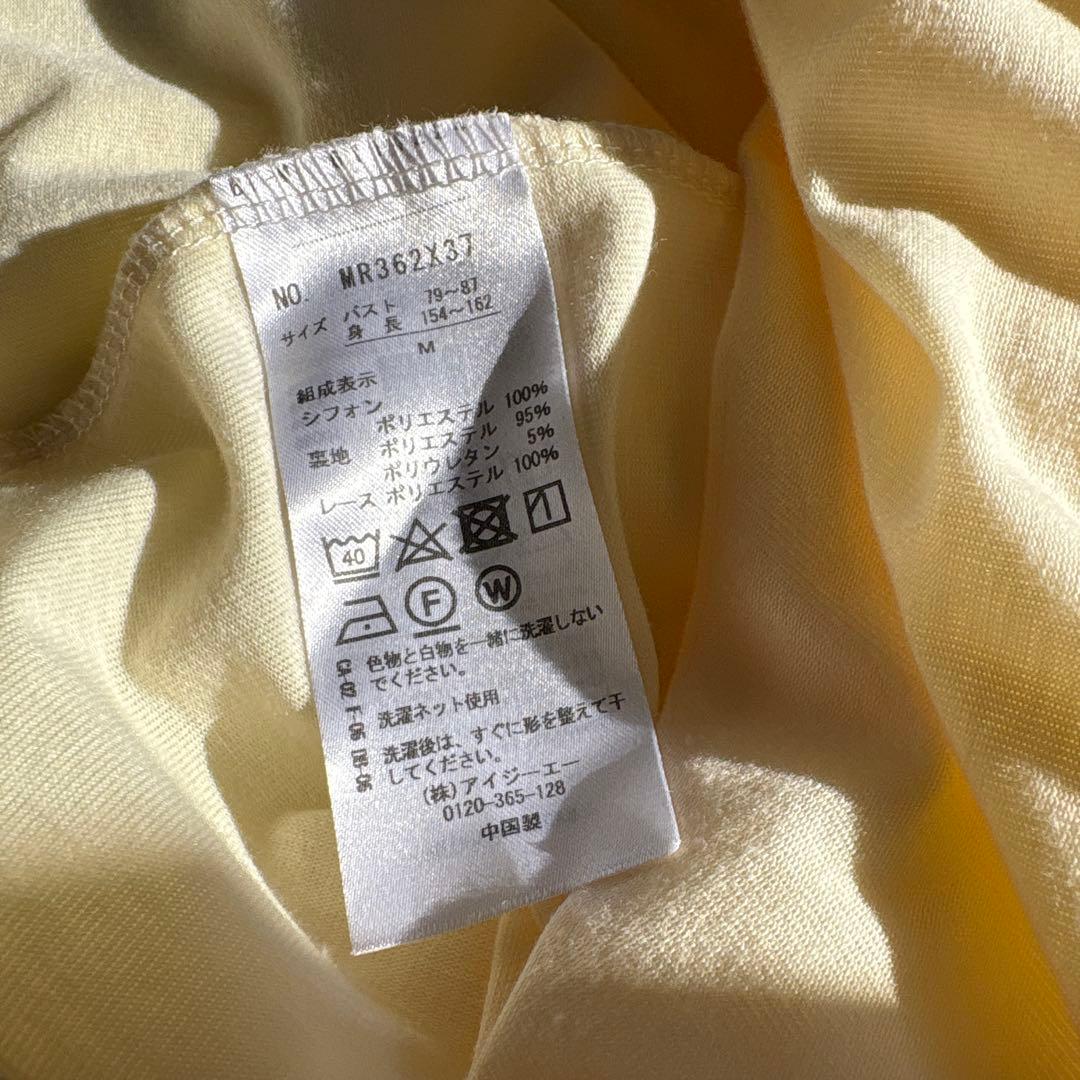 NO. MR362X37
サイズ バスト 79〜87
身長 154〜162
M
組成表示
シフォン
ポリエステル 100%
裏地 ポリエステル 95%
ポリウレタン 5%
レース ポリエステル 100%
40
F W
色物と白物を一緒に洗濯しない
でください。
洗濯ネット使用
洗濯後は、すぐに形を整えて干
してください。
(株)アイジーエー
0120-365-128
中国製